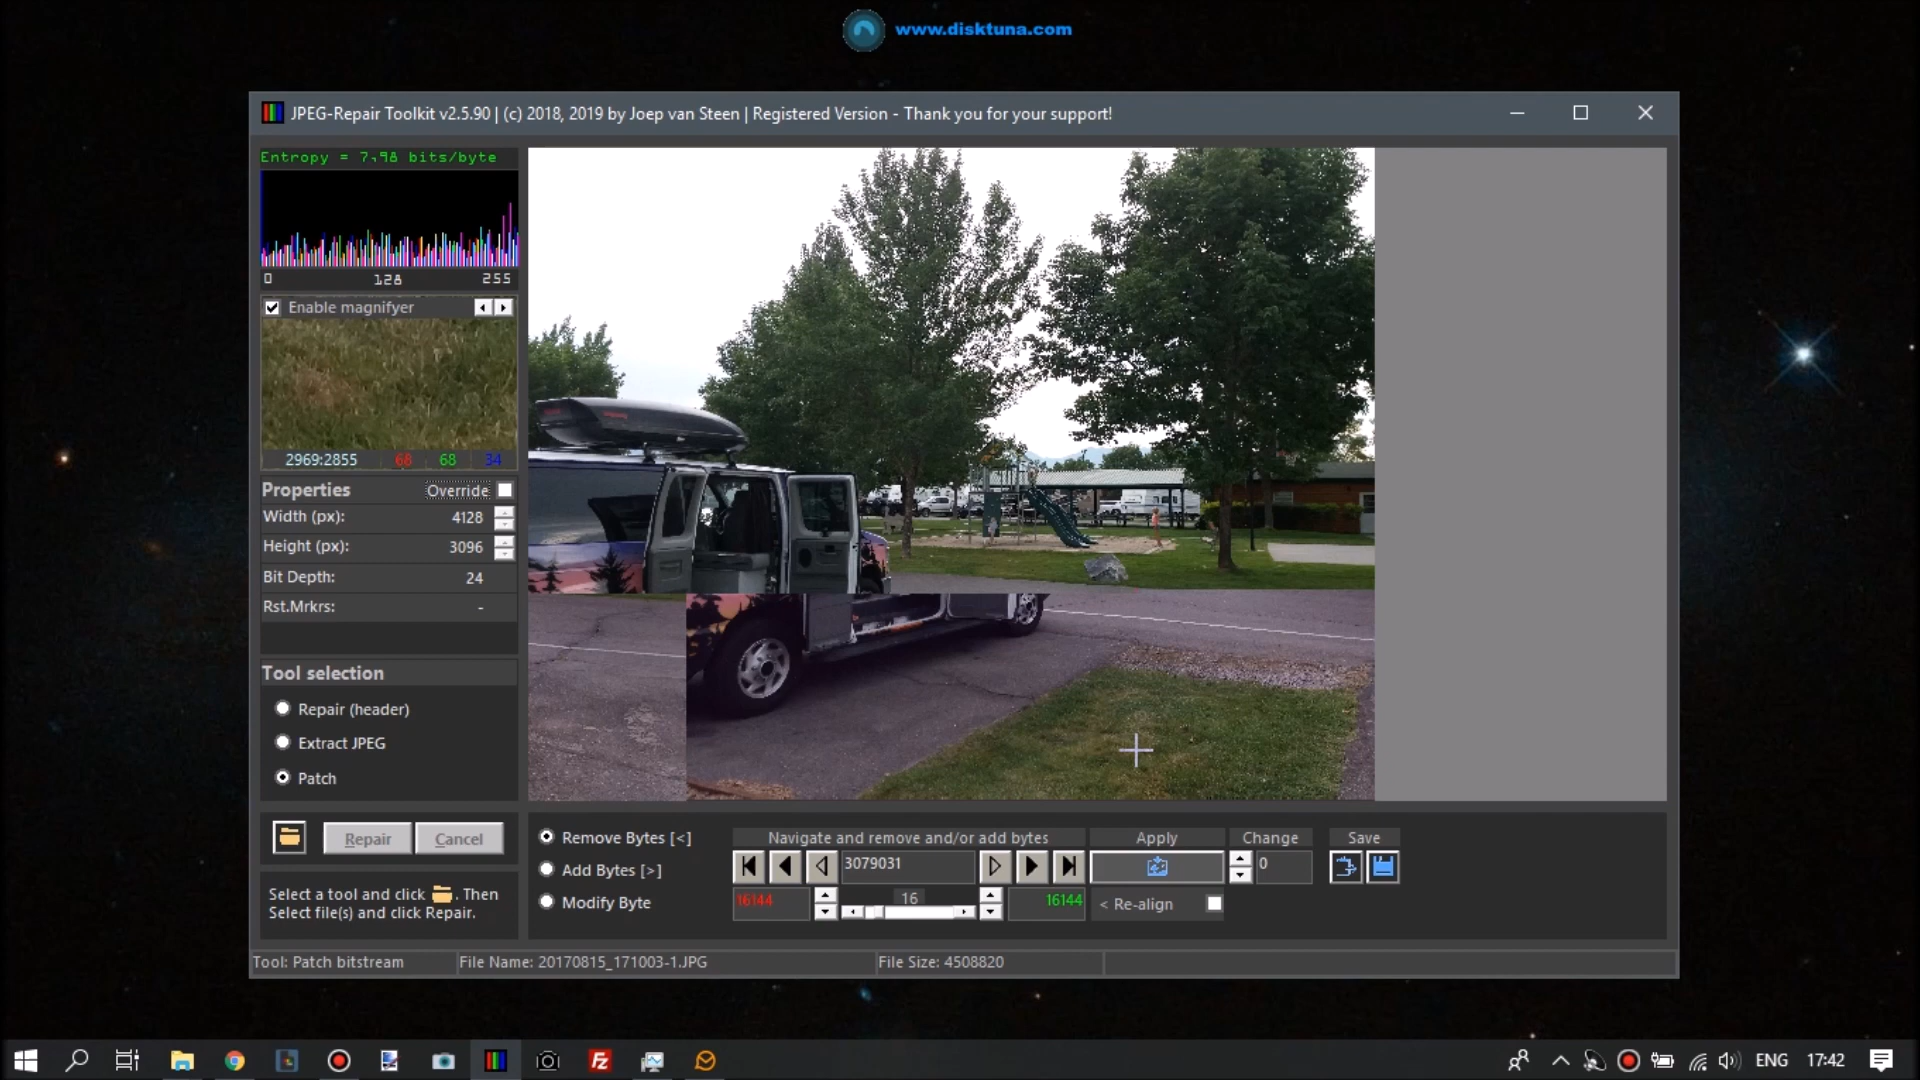 www.disktuna.com
JPEG-Repair Toolkit v2.5.90 | (c) 2018, 2019 by Joep van Steen | Registered Version - Thank you for your support!
Entropy = 7,98 bits/byte
0 128 255
Enable magnifyer
2969:2855 68 68 34
Properties Override
Width (px): 4128
Height (px): 3096
Bit Depth: 24
Rst.Mrkrs: -
Tool selection
Repair (header)
Extract JPEG
Patch
Repair Cancel
Select a tool and click . Then
Select file(s) and click Repair.
Remove Bytes [<]
Add Bytes [>]
Modify Byte
Navigate and remove and/or add bytes Apply Change Save
3079031 0
16144 16 16144 < Re-align
Tool: Patch bitstream File Name: 20170815_171003-1.JPG File Size: 4508820
FZ
ENG 17:42